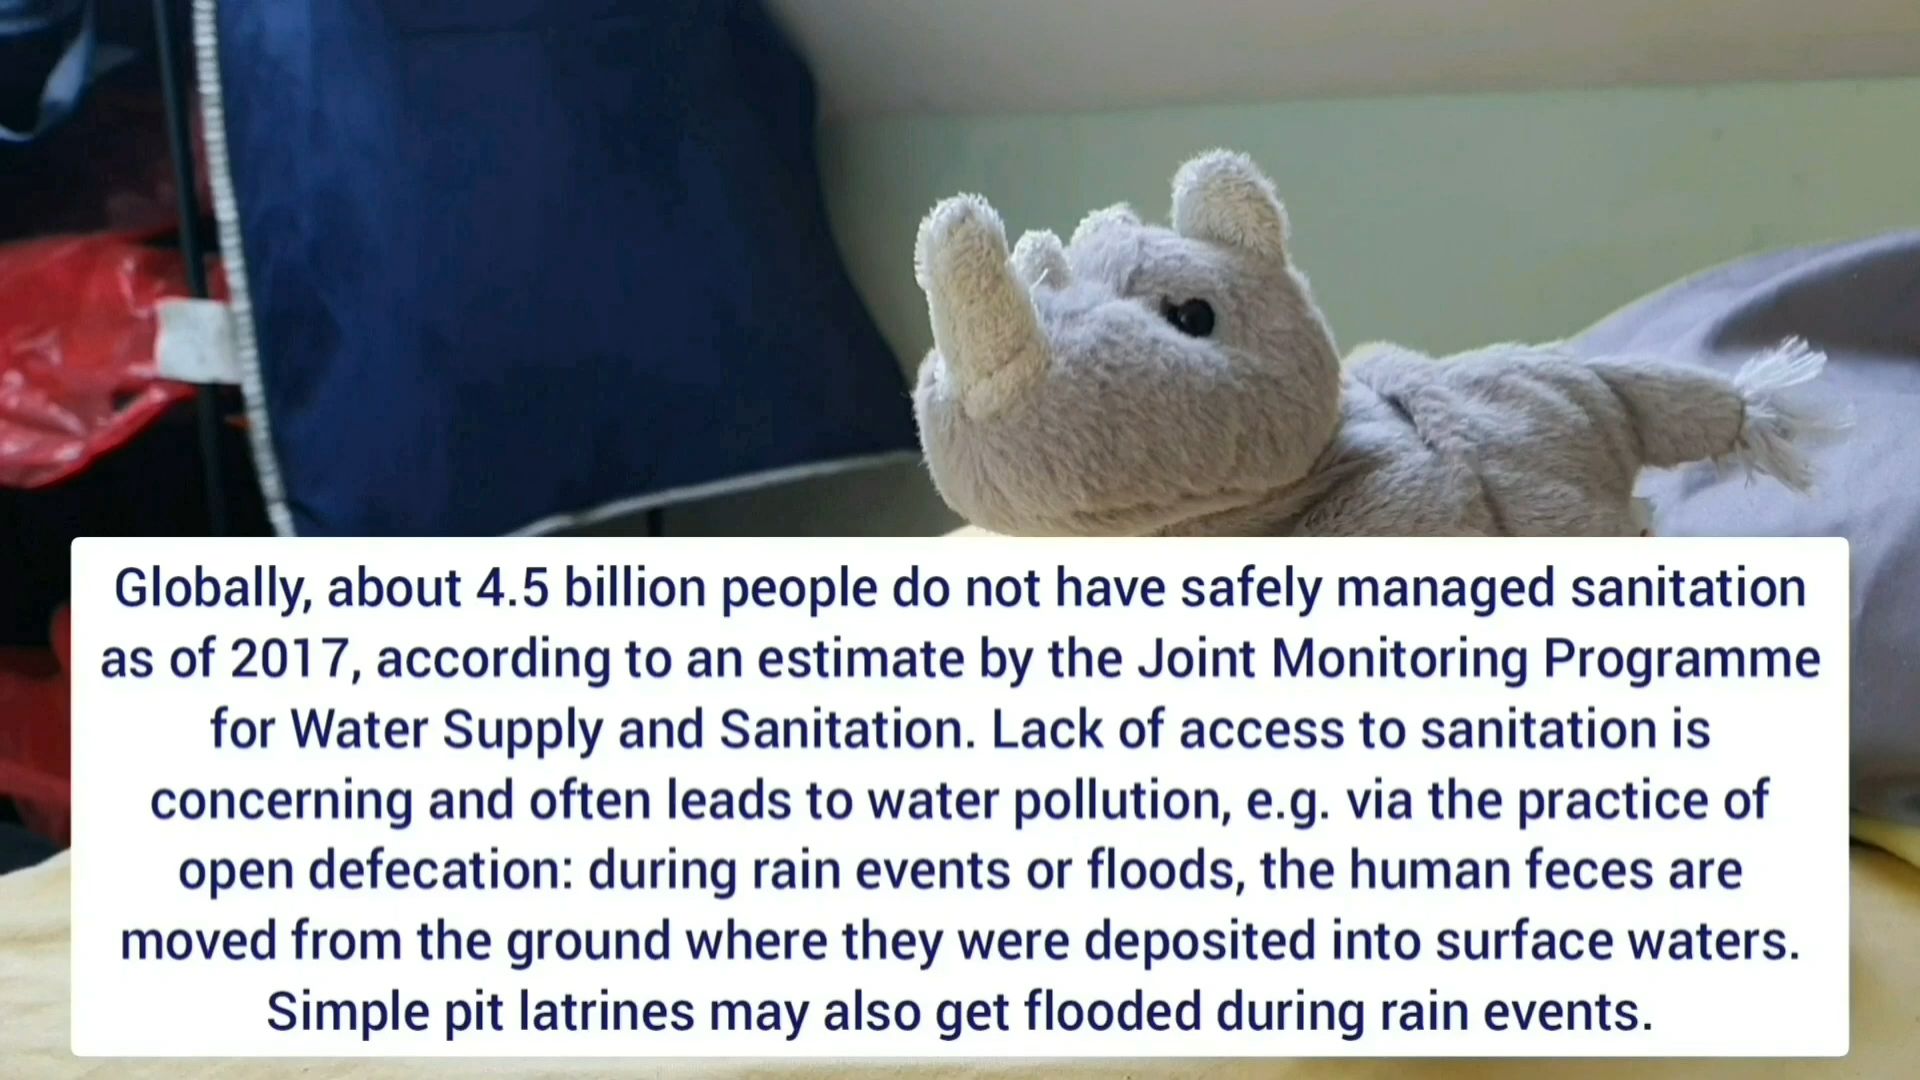 Globally, about 4.5 billion people do not have safely managed sanitation
as of 2017, according to an estimate by the Joint Monitoring Programme
for Water Supply and Sanitation. Lack of access to sanitation is
concerning and often leads to water pollution, e.g. via the practice of
open defecation: during rain events or floods, the human feces are
moved from the ground where they were deposited into surface waters.
Simple pit latrines may also get flooded during rain events.